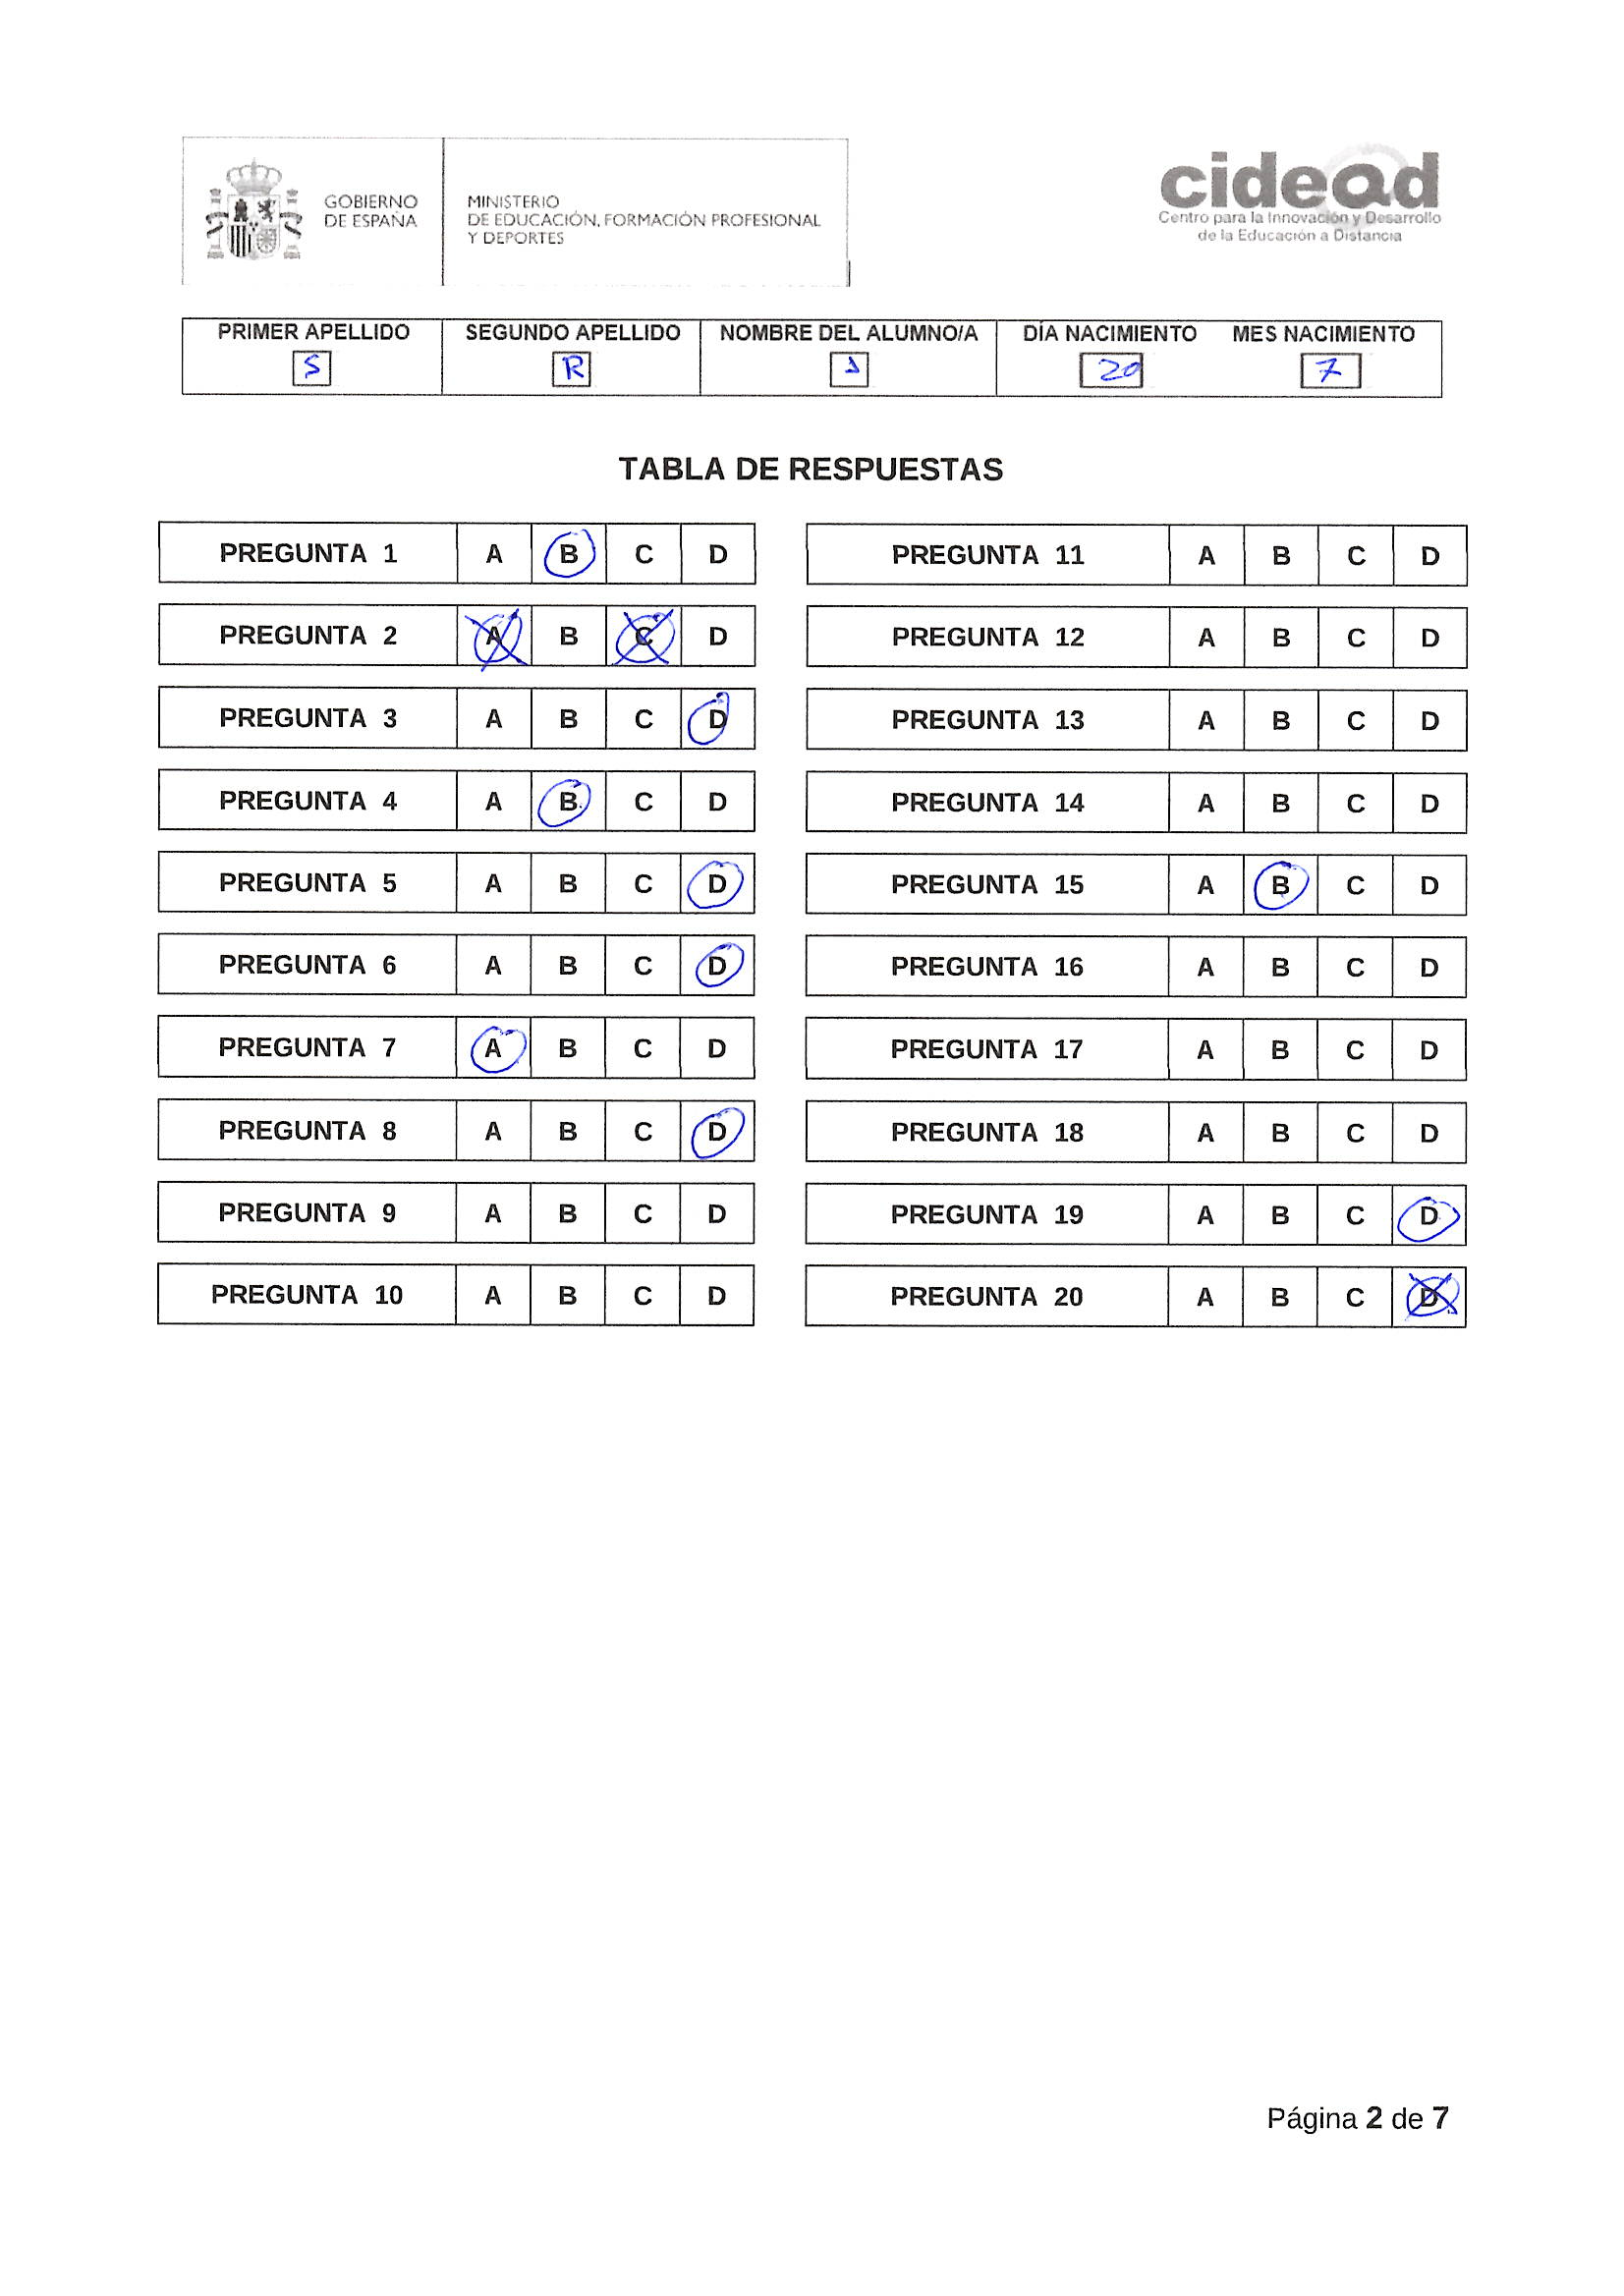 GOBIERNO
DE ESPAÑA
MINISTERIO
DE EDUCACIÓN, FORMACIÓN PROFESIONAL
Y DEPORTES
cidead
Centro para la Innovación y Desarrollo
de la Educación a Distancia
PRIMER APELLIDO SEGUNDO APELLIDO NOMBRE DEL ALUMNO/A DÍA NACIMIENTO MES NACIMIENTO
S R 20 7
TABLA DE RESPUESTAS
PREGUNTA 1 A B C D
PREGUNTA 2 A B C D
PREGUNTA 3 A B C D
PREGUNTA 4 A B C D
PREGUNTA 5 A B C D
PREGUNTA 6 A B C D
PREGUNTA 7 A B C D
PREGUNTA 8 A B C D
PREGUNTA 9 A B C D
PREGUNTA 10 A B C D
PREGUNTA 11 A B C D
PREGUNTA 12 A B C D
PREGUNTA 13 A B C D
PREGUNTA 14 A B C D
PREGUNTA 15 A B C D
PREGUNTA 16 A B C D
PREGUNTA 17 A B C D
PREGUNTA 18 A B C D
PREGUNTA 19 A B C D
PREGUNTA 20 A B C D
Página 2 de 7